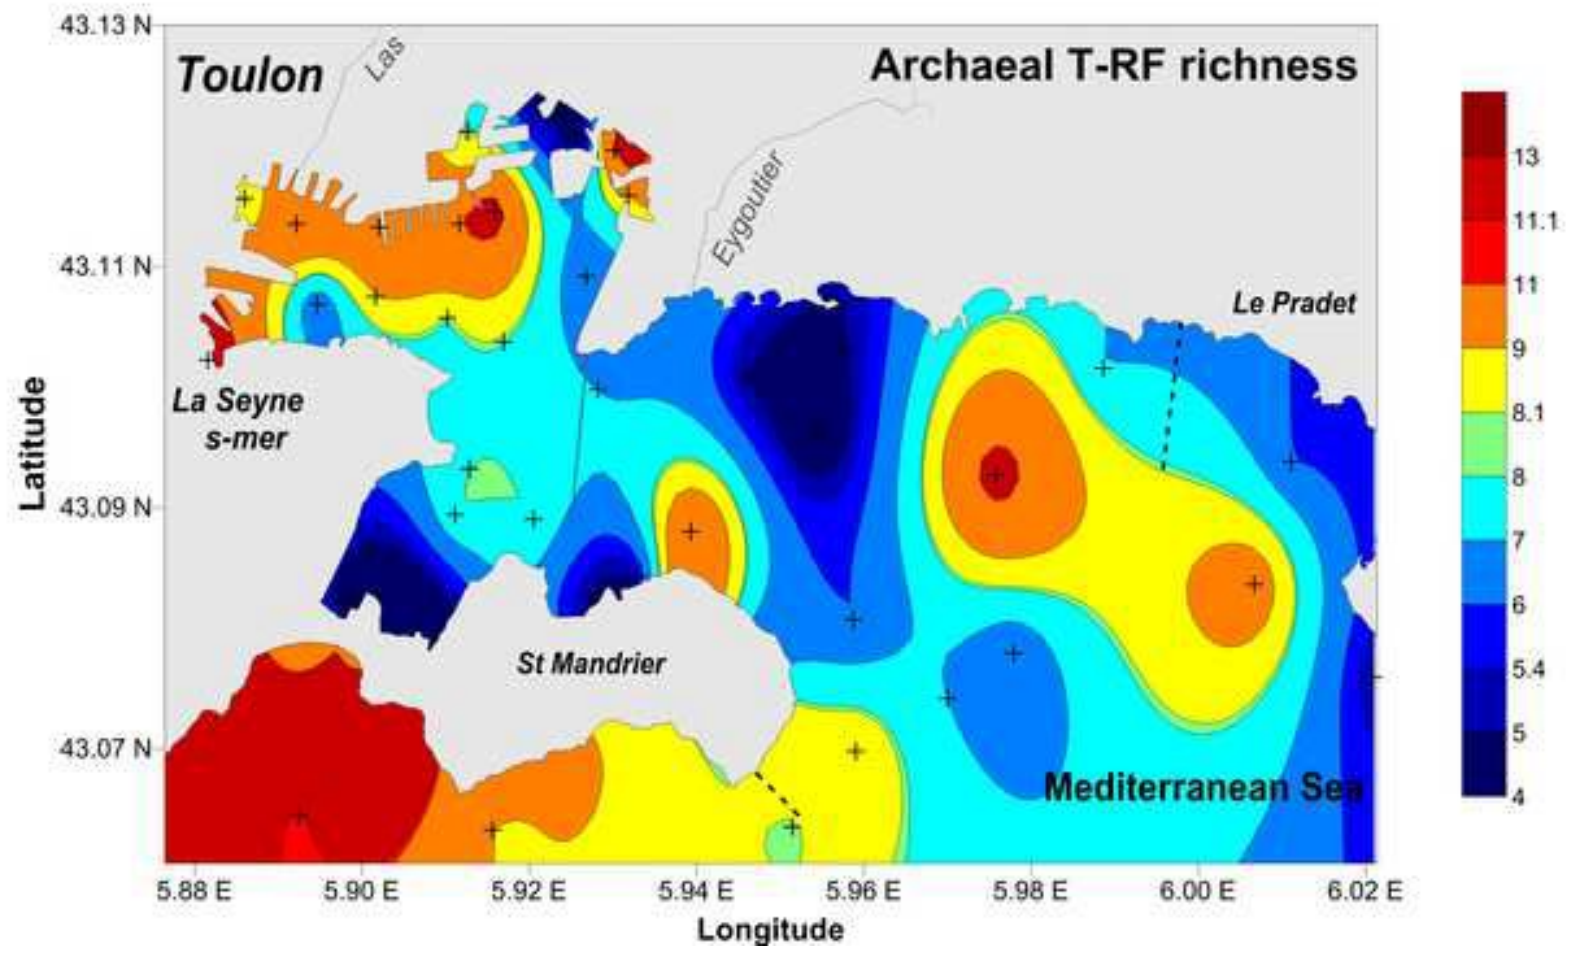 43.13 N
Toulon
Las
Archaeal T-RF richness
13
11.1
Eygoutier
43.11 N
11
Le Pradet
9
La Seyne
s-mer
8.1
Latitude
8
43.09 N
7
6
St Mandrier
5.4
43.07 N
5
Mediterranean Sea
4
5.88 E
5.90 E
5.92 E
5.94 E
5.96 E
5.98 E
6.00 E
6.02 E
Longitude